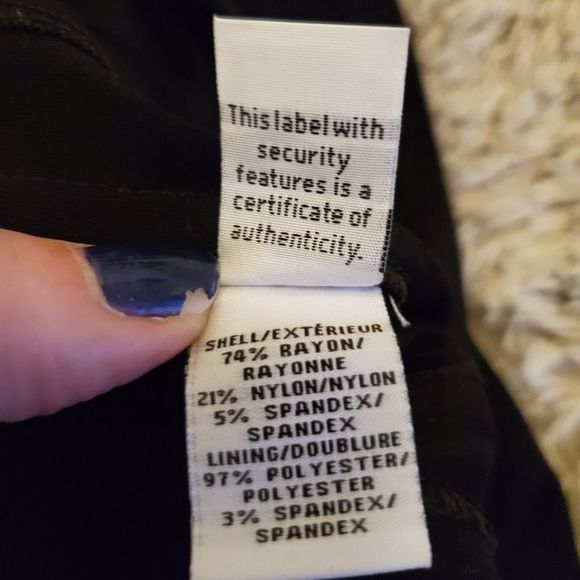 This label with
security
features is a
certificate of
authenticity.
SHELL/EXTÉRIEUR
74% RAYON/
RAYONNE
21% NYLON/NYLON
5% SPANDEX/
SPANDEX
LINING/DOUBLURE
97% POLYESTER/
POLYESTER
3% SPANDEX/
SPANDEX